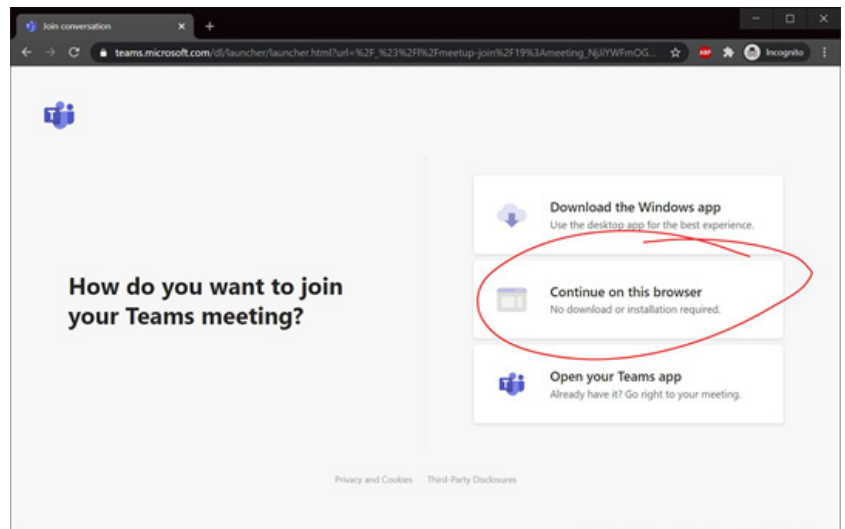 Join conversation
teams.microsoft.com/dl/launcher/launcher.html?url=%2F_%23%2Fl%2Fmeetup-join%2F19%3Ameeting_NjJiYWFmOG...
ABP
Incognito
T
Download the Windows app
Use the desktop app for the best experience.
How do you want to join
your Teams meeting?
Continue on this browser
No download or installation required.
T
Open your Teams app
Already have it? Go right to your meeting.
Privacy and Cookies Third-Party Disclosures